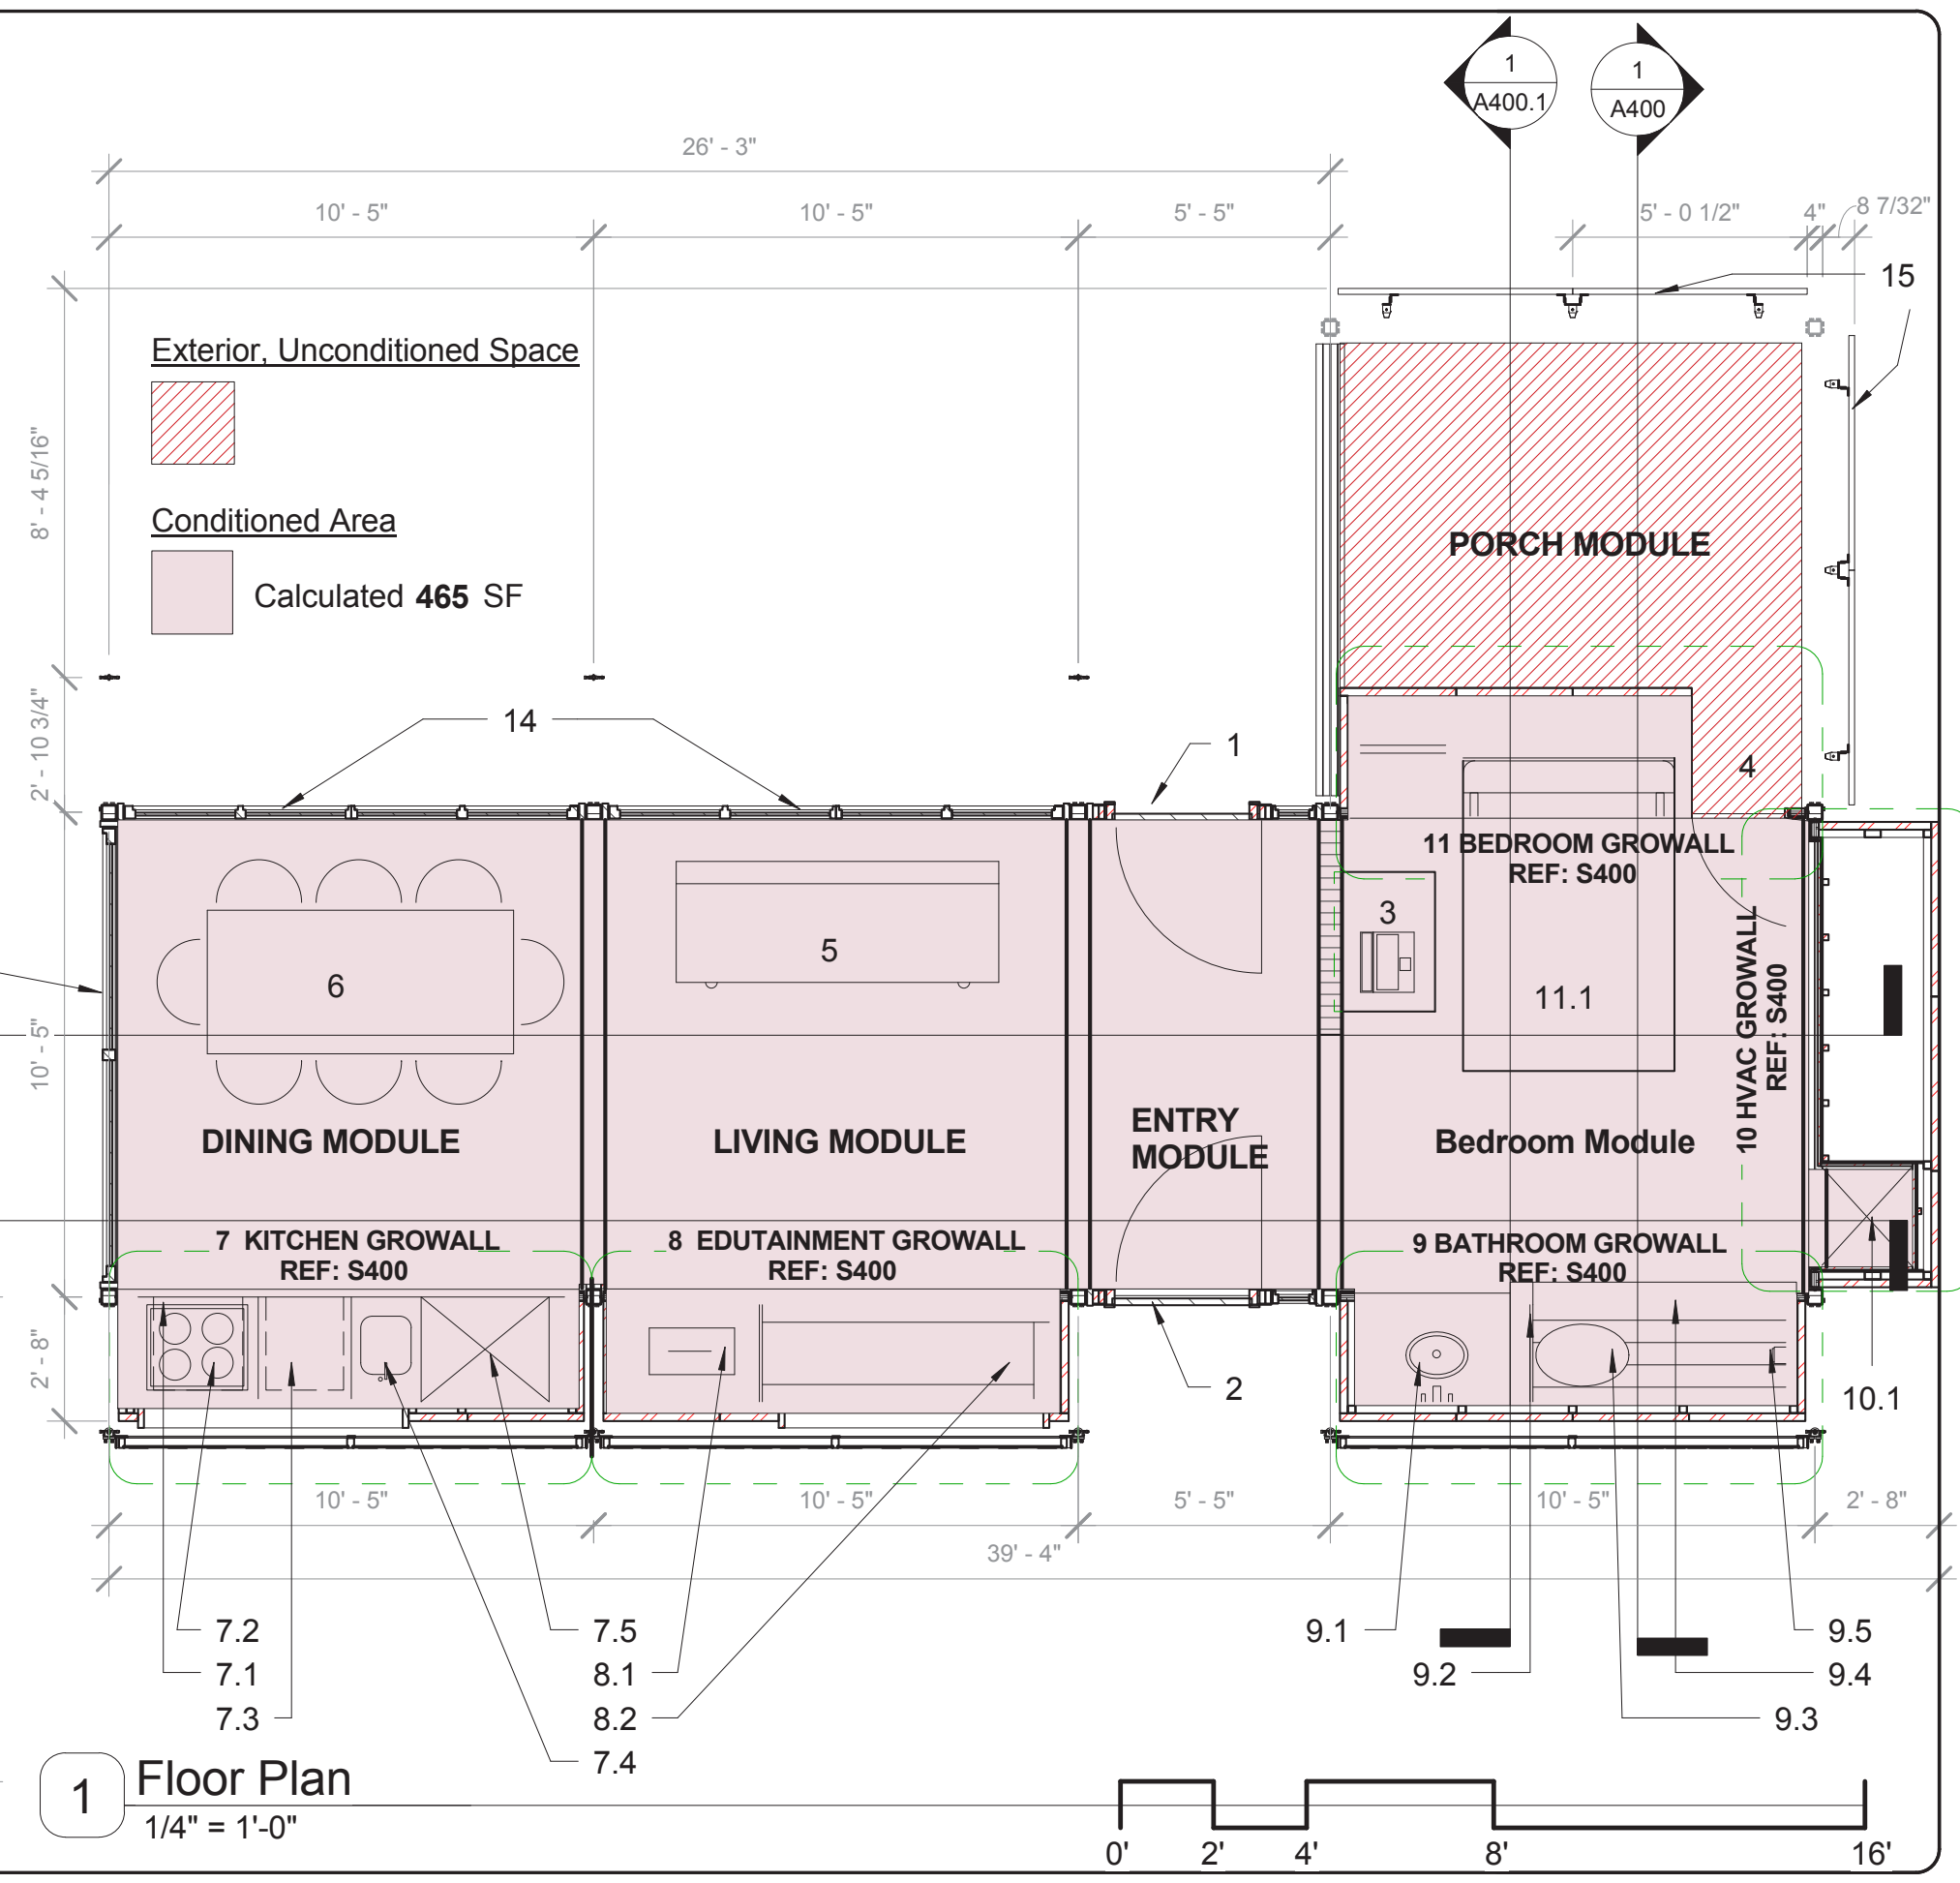 1
A400.1
1
A400
26' - 3"
10' - 5"
10' - 5"
5' - 5"
5' - 0 1/2"
4"
8 7/32"
15
Exterior, Unconditioned Space
8' - 4 5/16"
Conditioned Area
Calculated 465 SF
PORCH MODULE
2' - 10 3/4"
14
1
4
11 BEDROOM GROWALL
REF: S400
3
5
6
11.1
10 HVAC GROWALL
REF: S400
10' - 5"
DINING MODULE
LIVING MODULE
ENTRY
MODULE
Bedroom Module
7 KITCHEN GROWALL
REF: S400
8 EDUTAINMENT GROWALL
REF: S400
9 BATHROOM GROWALL
REF: S400
2' - 8"
2
10.1
10' - 5"
10' - 5"
5' - 5"
10' - 5"
2' - 8"
39' - 4"
7.2
7.1
7.3
7.5
8.1
8.2
7.4
9.1
9.2
9.5
9.4
9.3
1
Floor Plan
1/4" = 1'-0"
0'
2'
4'
8'
16'